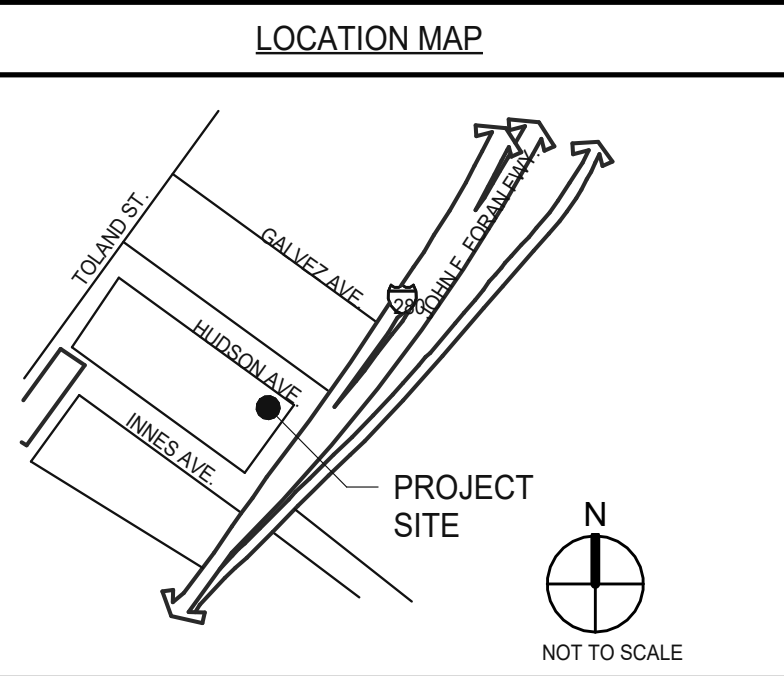 LOCATION MAP
TOLAND ST.
GALVEZ AVE.
JOHN F. FORAN FWY.
280
HUDSON AVE.
INNES AVE.
PROJECT
SITE
N
NOT TO SCALE